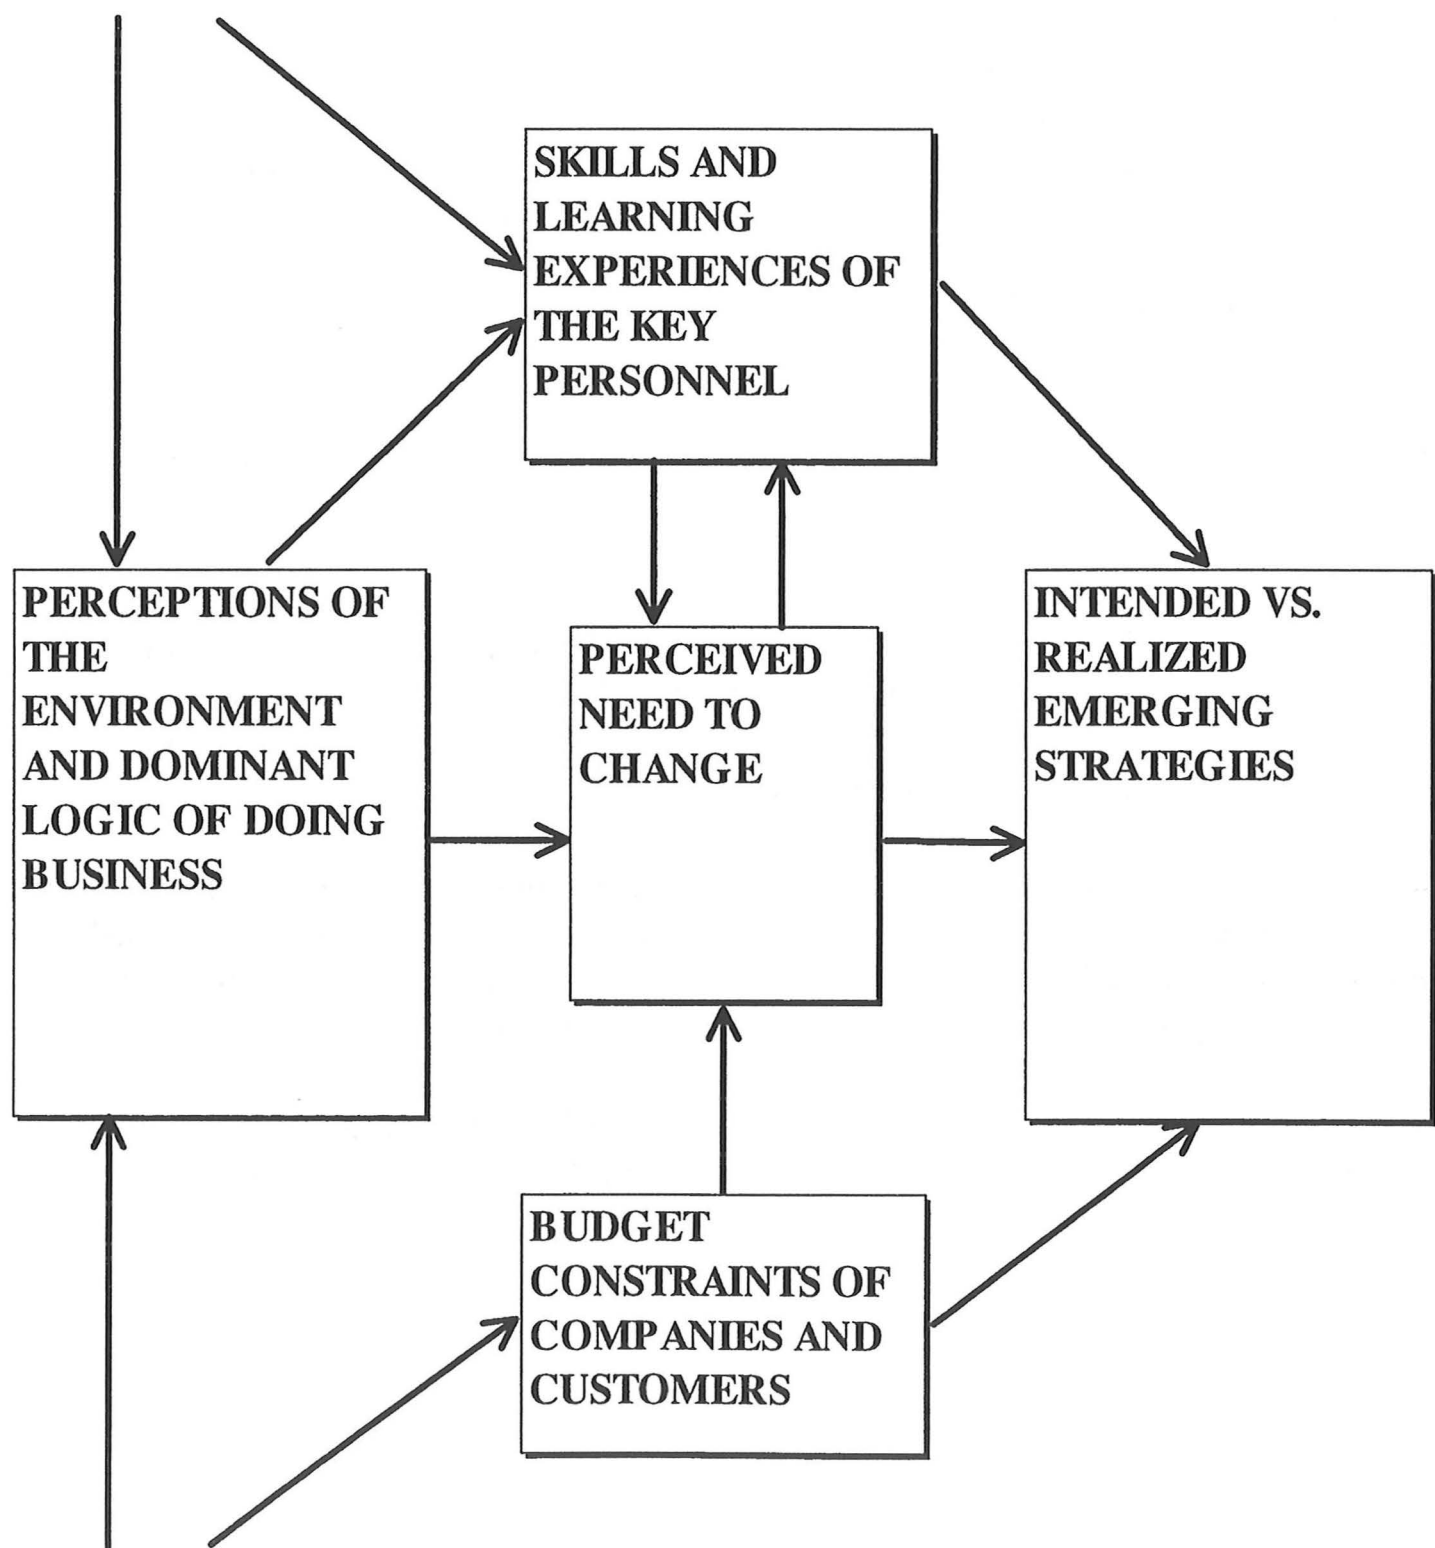 SKILLS AND
LEARNING
EXPERIENCES OF
THE KEY
PERSONNEL
PERCEPTIONS OF
THE
ENVIRONMENT
AND DOMINANT
LOGIC OF DOING
BUSINESS
PERCEIVED
NEED TO
CHANGE
INTENDED VS.
REALIZED
EMERGING
STRATEGIES
BUDGET
CONSTRAINTS OF
COMPANIES AND
CUSTOMERS